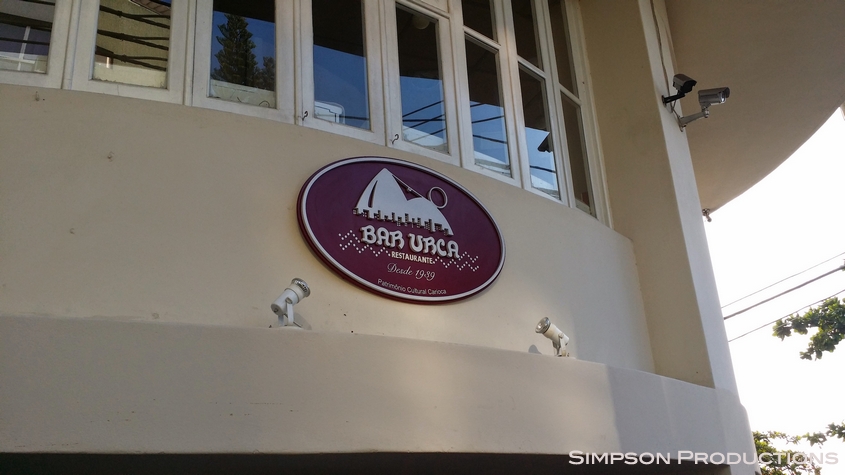 BAR URCA
RESTAURANTE
Desde 1939
Patrimônio Cultural Carioca
SIMPSON PRODUCTIONS